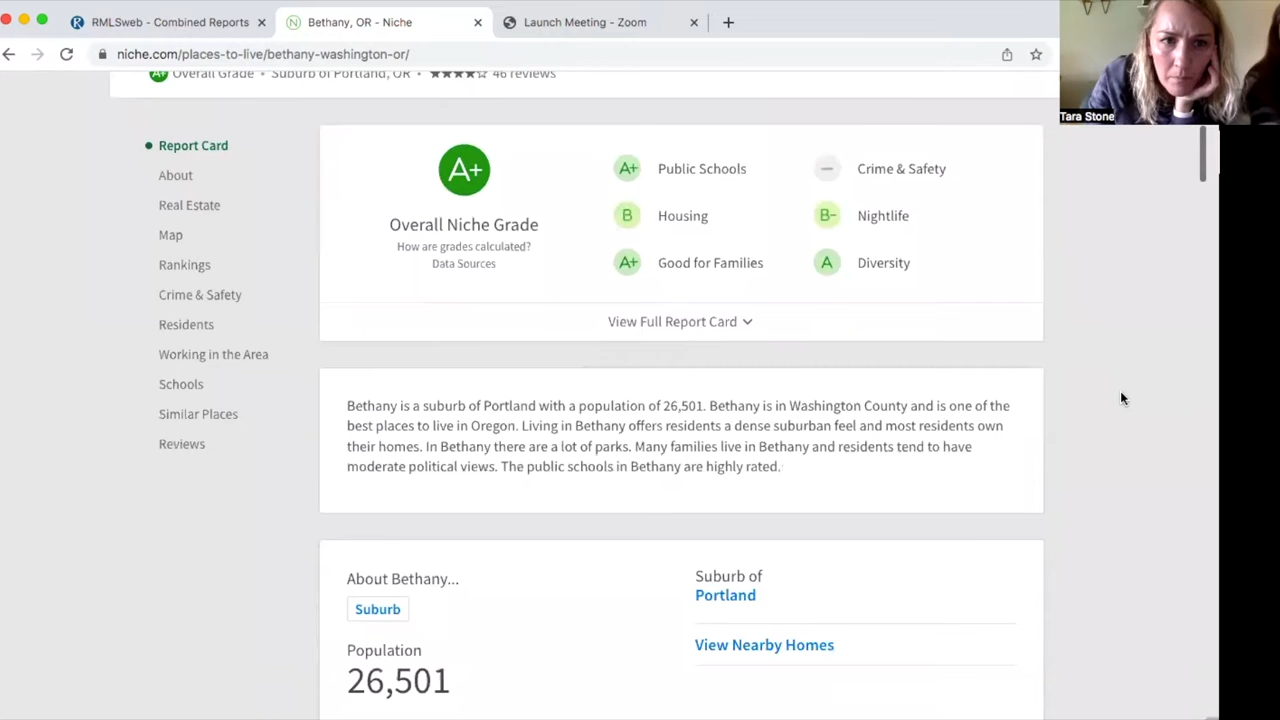 RMLSweb - Combined Reports
Bethany, OR - Niche
Launch Meeting - Zoom
niche.com/places-to-live/bethany-washington-or/
Tara Stone
A+ Overall Grade • Suburb of Portland, OR • ★★★★☆ 46 reviews
Report Card
About
Real Estate
Map
Rankings
Crime & Safety
Residents
Working in the Area
Schools
Similar Places
Reviews
A+
Overall Niche Grade
How are grades calculated?
Data Sources
A+ Public Schools
B Housing
A+ Good for Families
– Crime & Safety
B- Nightlife
A Diversity
View Full Report Card
Bethany is a suburb of Portland with a population of 26,501. Bethany is in Washington County and is one of the
best places to live in Oregon. Living in Bethany offers residents a dense suburban feel and most residents own
their homes. In Bethany there are a lot of parks. Many families live in Bethany and residents tend to have
moderate political views. The public schools in Bethany are highly rated.
About Bethany...
Suburb
Population
26,501
Suburb of
Portland
View Nearby Homes